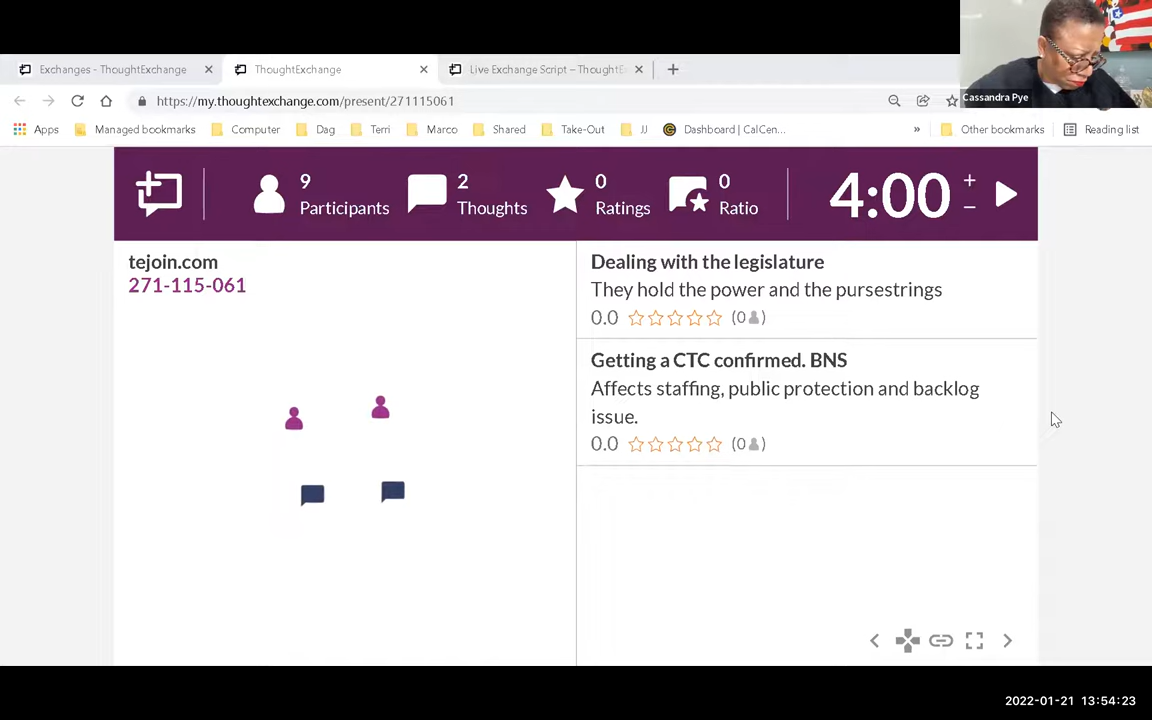 Exchanges - ThoughtExchange
ThoughtExchange
Live Exchange Script – ThoughtEx
https://my.thoughtexchange.com/present/271115061
Cassandra Pye
Apps
Managed bookmarks
Computer
Dag
Terri
Marco
Shared
Take-Out
JJ
Dashboard | CalCen...
»
Other bookmarks
Reading list
9
Participants
2
Thoughts
0
Ratings
0
Ratio
4:00
+
−
tejoin.com
271-115-061
Dealing with the legislature
They hold the power and the pursestrings
0.0 (0)
Getting a CTC confirmed. BNS
Affects staffing, public protection and backlog
issue.
0.0 (0)
2022-01-21 13:54:23